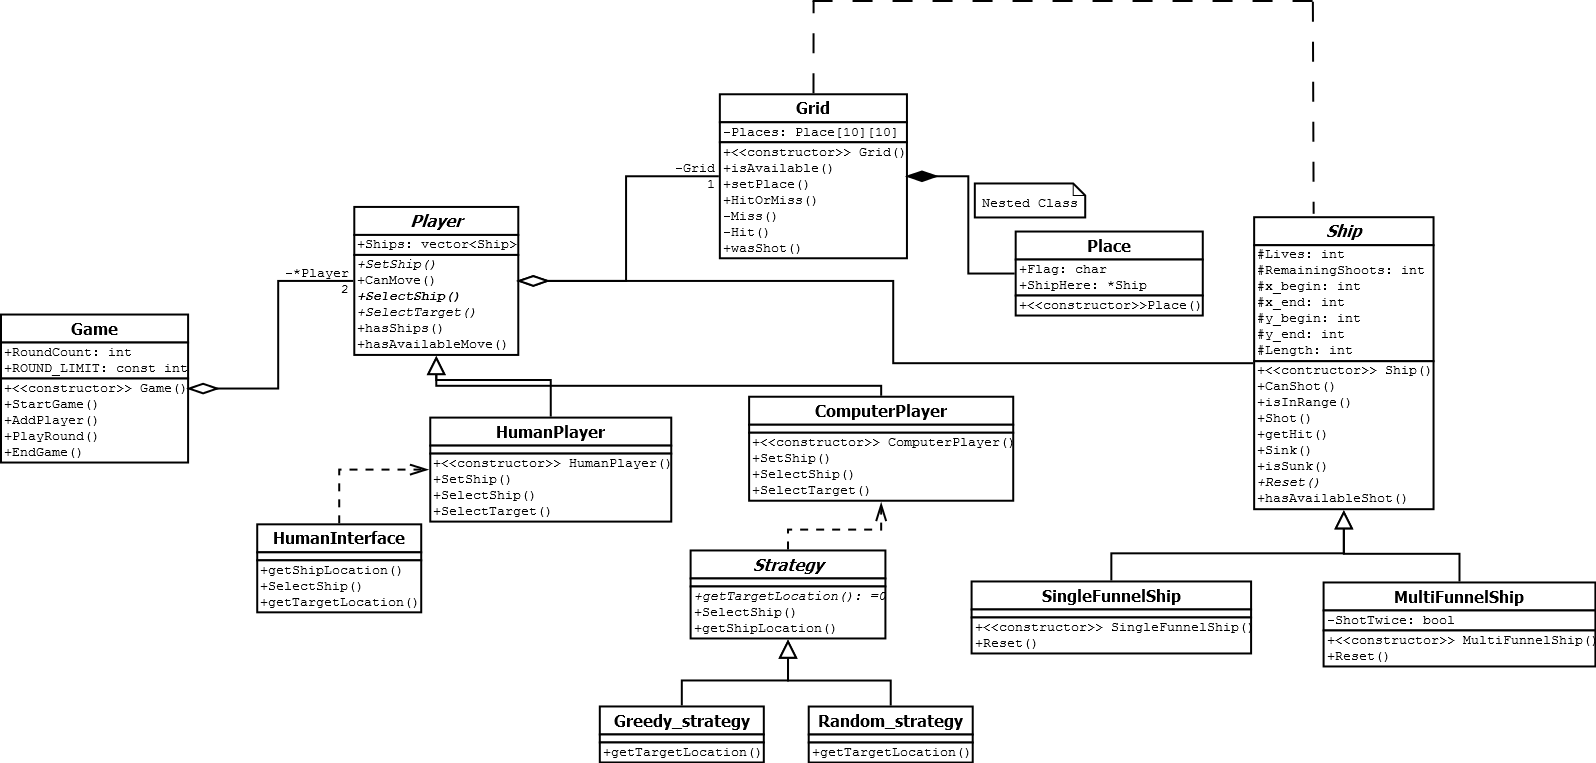 Grid
-Places: Place[10][10]
+<<constructor>> Grid()
+isAvailable()
+setPlace()
+HitOrMiss()
-Miss()
-Hit()
+wasShot()
-Grid
1
Nested Class
Place
+Flag: char
+ShipHere: *Ship
+<<constructor>>Place()
Player
+Ships: vector<Ship>
+SetShip()
+CanMove()
+SelectShip()
+SelectTarget()
+hasShips()
+hasAvailableMove()
-*Player
2
Game
+RoundCount: int
+ROUND_LIMIT: const int
+<<constructor>> Game()
+StartGame()
+AddPlayer()
+PlayRound()
+EndGame()
Ship
#Lives: int
#RemainingShoots: int
#x_begin: int
#x_end: int
#y_begin: int
#y_end: int
#Length: int
+<<contructor>> Ship()
+CanShot()
+isInRange()
+Shot()
+getHit()
+Sink()
+isSunk()
+Reset()
+hasAvailableShot()
HumanPlayer
+<<constructor>> HumanPlayer()
+SetShip()
+SelectShip()
+SelectTarget()
ComputerPlayer
+<<constructor>> ComputerPlayer()
+SetShip()
+SelectShip()
+SelectTarget()
HumanInterface
+getShipLocation()
+SelectShip()
+getTargetLocation()
Strategy
+getTargetLocation(): =0
+SelectShip()
+getShipLocation()
SingleFunnelShip
+<<constructor>> SingleFunnelShip()
+Reset()
MultiFunnelShip
-ShotTwice: bool
+<<constructor>> MultiFunnelShip()
+Reset()
Greedy_strategy
+getTargetLocation()
Random_strategy
+getTargetLocation()